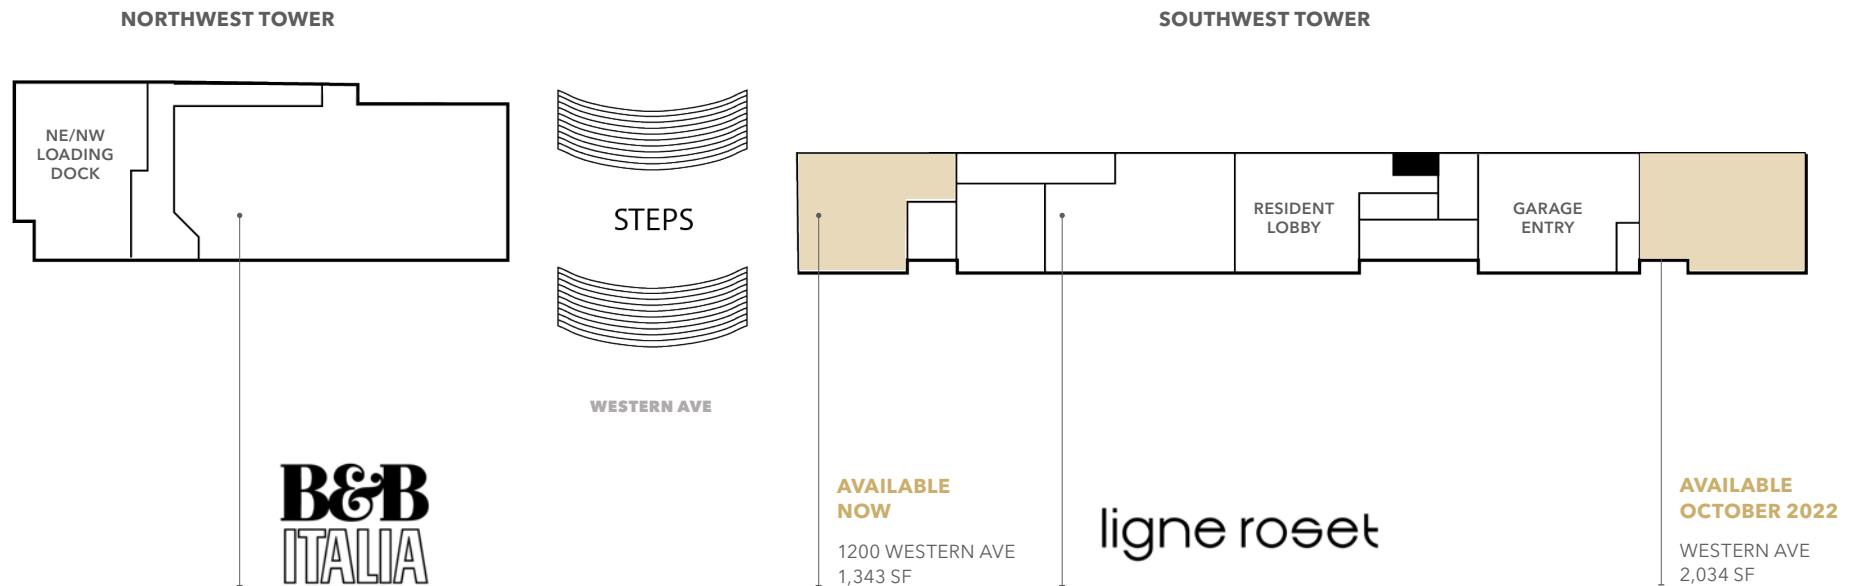 NORTHWEST TOWER
SOUTHWEST TOWER
NE/NW
LOADING
DOCK
STEPS
RESIDENT
LOBBY
GARAGE
ENTRY
WESTERN AVE
B&B
ITALIA
AVAILABLE
NOW
1200 WESTERN AVE
1,343 SF
ligne roset
AVAILABLE
OCTOBER 2022
WESTERN AVE
2,034 SF